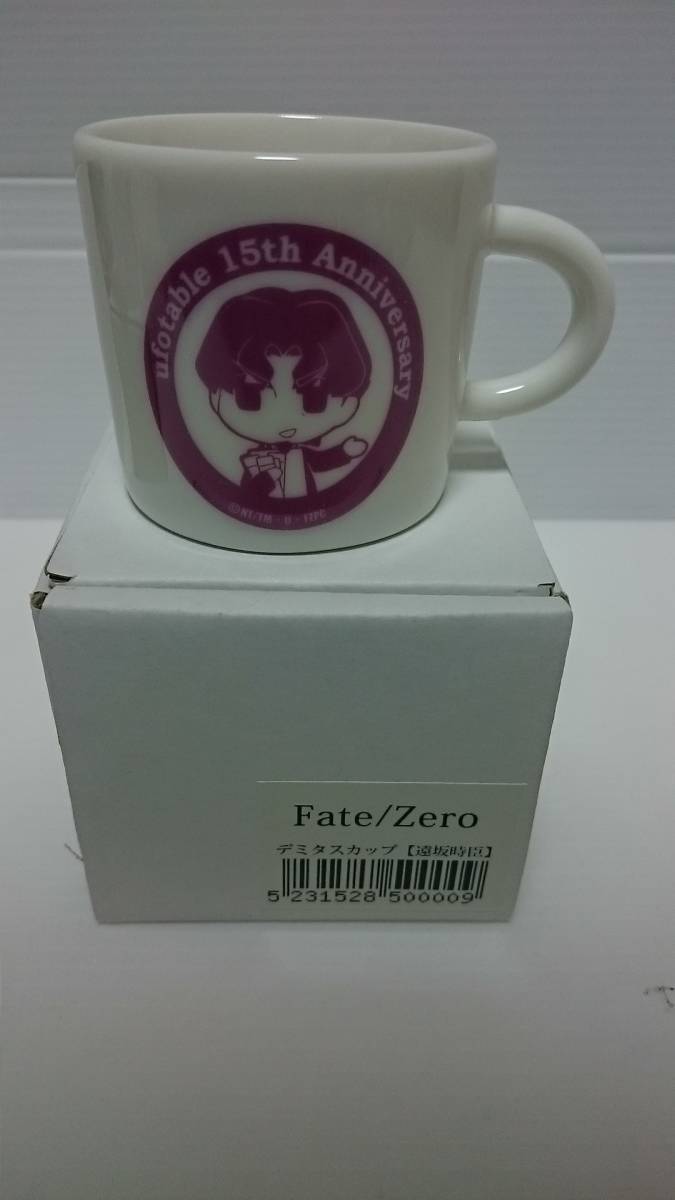 ufotable 15th Anniversary
©NT/TM・U・FZPC
Fate/Zero
デミタスカップ【遠坂時臣】
5 231528 500009